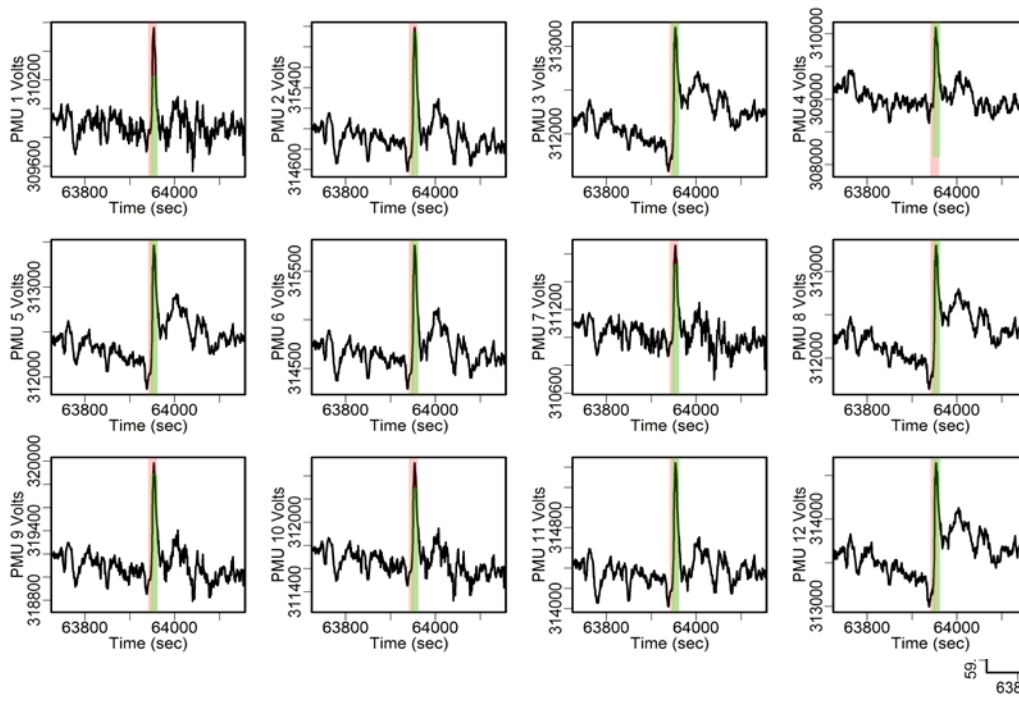 PMU 1 Volts
309600 310200
63800 64000
Time (sec)
PMU 2 Volts
314600 315400
63800 64000
Time (sec)
PMU 3 Volts
312000 313000
63800 64000
Time (sec)
PMU 4 Volts
308000 309000 310000
63800 64000
Time (sec)
PMU 5 Volts
312000 313000
63800 64000
Time (sec)
PMU 6 Volts
314500 315500
63800 64000
Time (sec)
PMU 7 Volts
310600 311200
63800 64000
Time (sec)
PMU 8 Volts
312000 313000
63800 64000
Time (sec)
PMU 9 Volts
318800 319400 320000
63800 64000
Time (sec)
PMU 10 Volts
311400 312000
63800 64000
Time (sec)
PMU 11 Volts
314000 314800
63800 64000
Time (sec)
PMU 12 Volts
313000 314000
63800 64000
Time (sec)
59
638